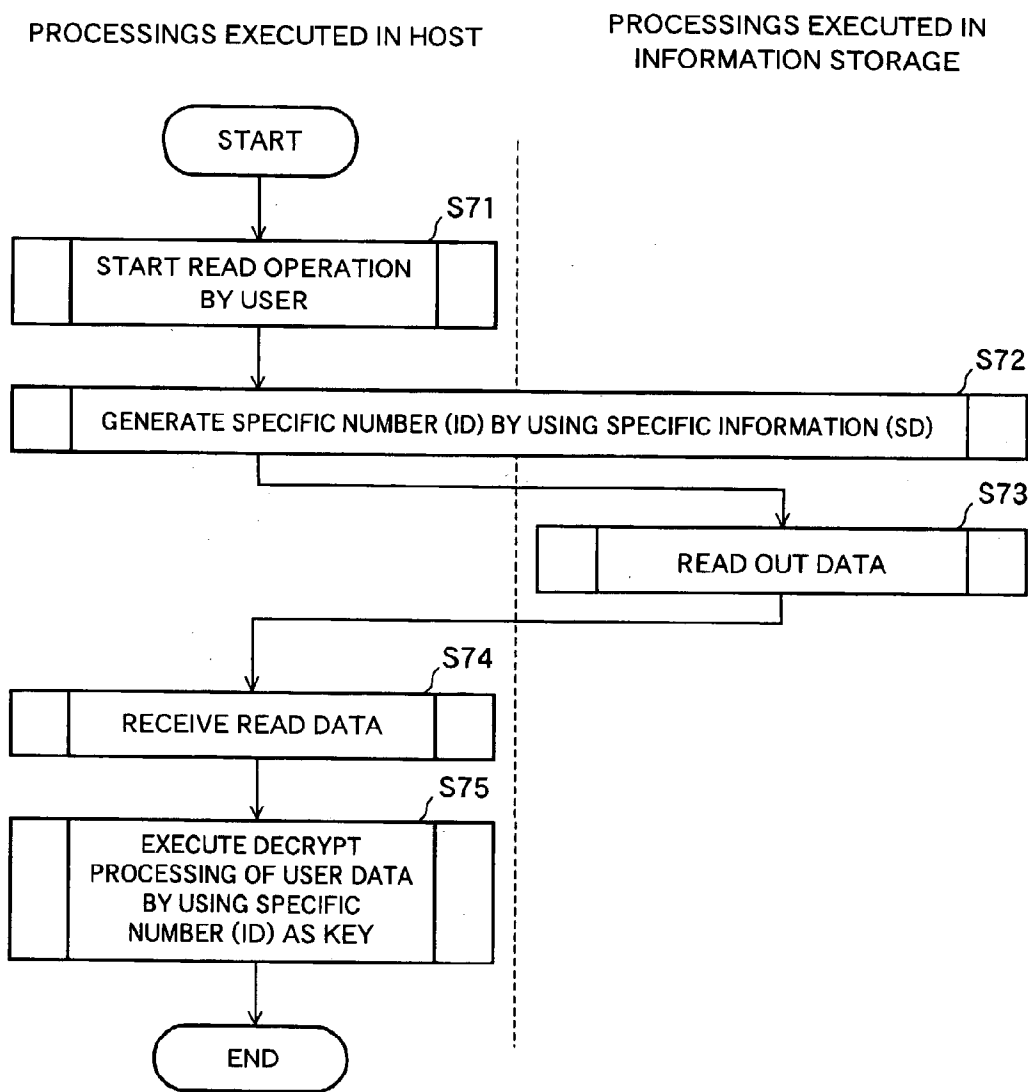 PROCESSINGS EXECUTED IN HOST
PROCESSINGS EXECUTED IN
INFORMATION STORAGE
START
S71
START READ OPERATION
BY USER
S72
GENERATE SPECIFIC NUMBER (ID) BY USING SPECIFIC INFORMATION (SD)
S73
READ OUT DATA
S74
RECEIVE READ DATA
S75
EXECUTE DECRYPT
PROCESSING OF USER DATA
BY USING SPECIFIC
NUMBER (ID) AS KEY
END